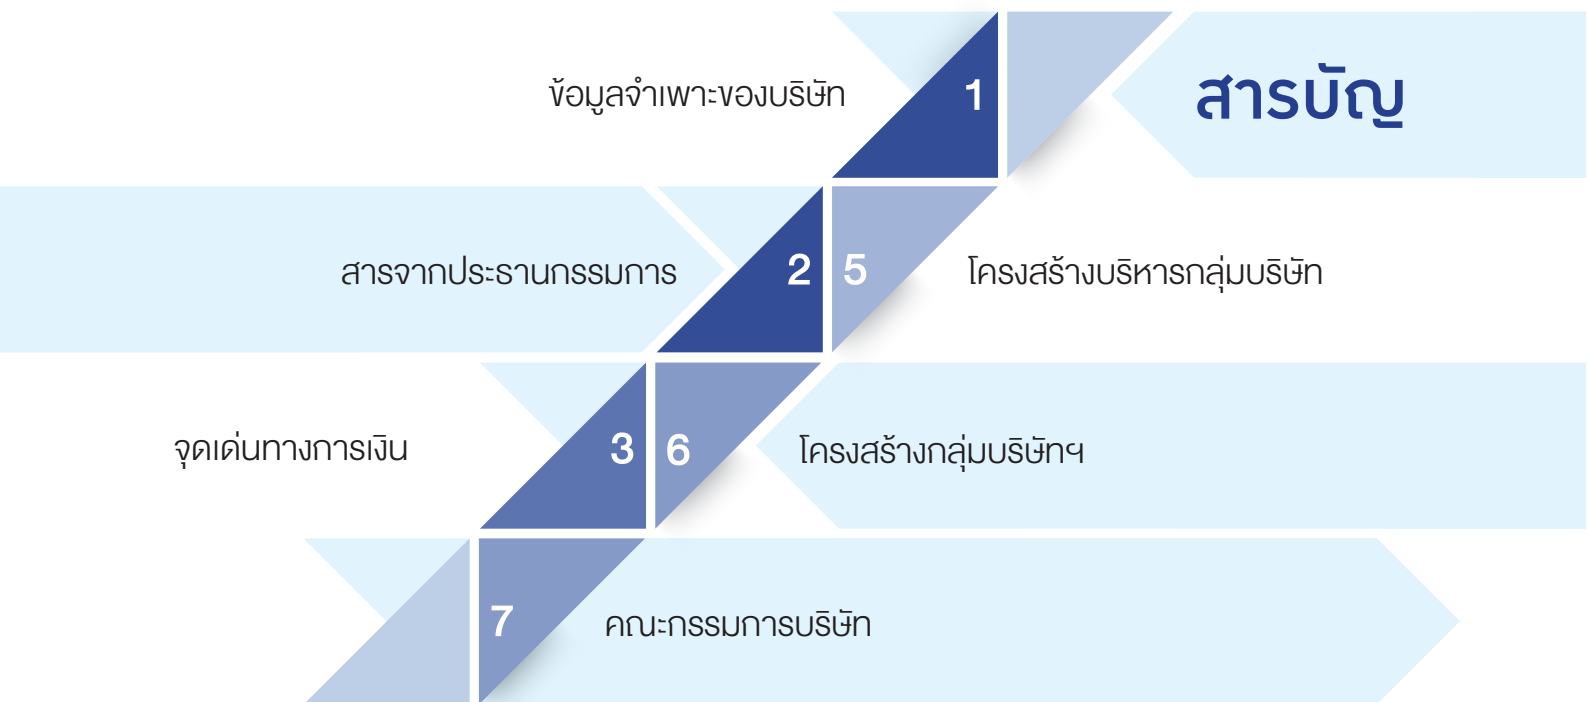 สารบัญ
ข้อมูลจำเพาะของบริษัท 1
สารจากประธานกรรมการ 2
จุดเด่นทางการเงิน 3
5 โครงสร้างบริหารกลุ่มบริษัท
6 โครงสร้างกลุ่มบริษัทฯ
7 คณะกรรมการบริษัท